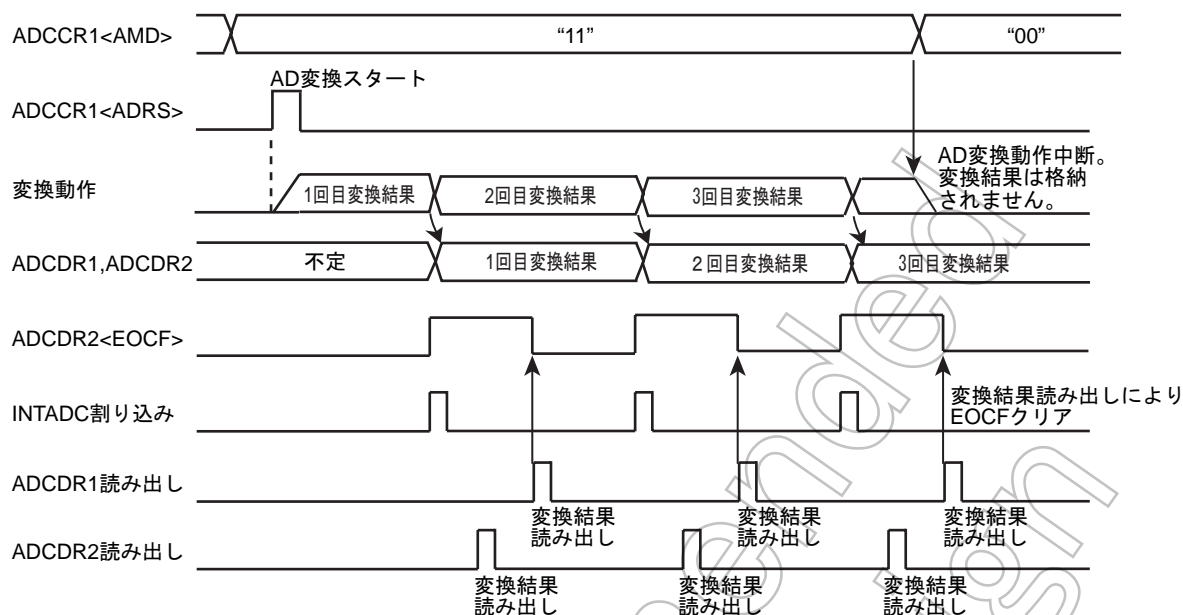 ADCCR1<AMD>
“11”
“00”
AD変換スタート
ADCCR1<ADRS>
AD変換動作中断。
変換結果は格納
されません。
変換動作
1回目変換結果
2回目変換結果
3回目変換結果
ADCDR1,ADCDR2
不定
1回目変換結果
2回目変換結果
3回目変換結果
ADCDR2<EOCF>
変換結果読み出しにより
EOCFクリア
INTADC割り込み
ADCDR1読み出し
変換結果
読み出し
変換結果
読み出し
変換結果
読み出し
ADCDR2読み出し
変換結果
読み出し
変換結果
読み出し
変換結果
読み出し